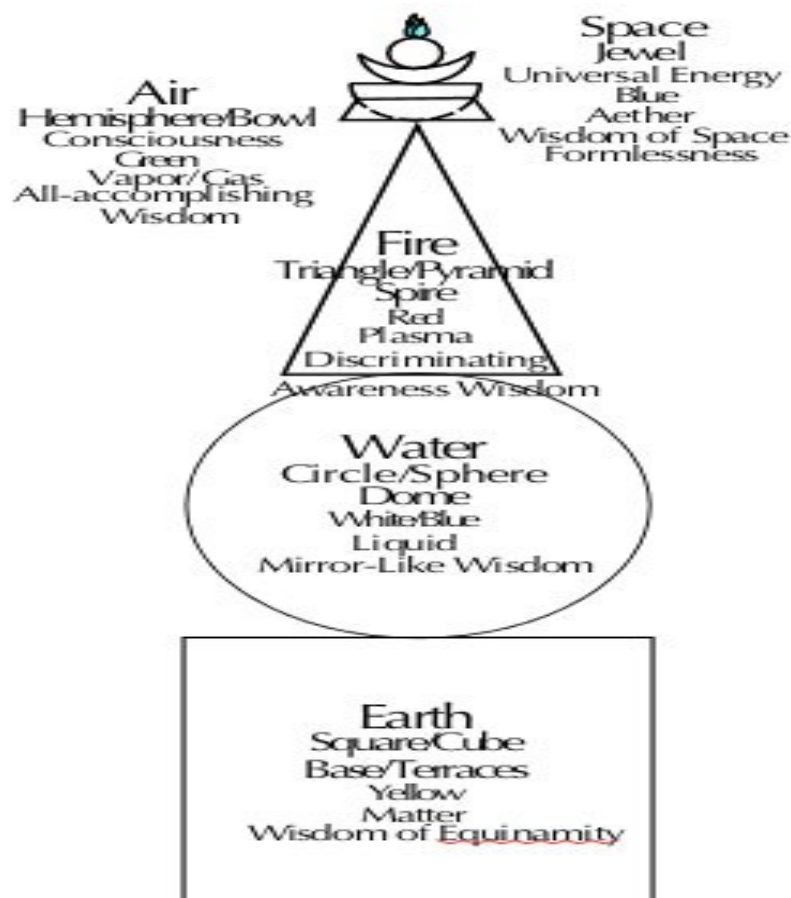 Space
Jewel
Universal Energy
Blue
Aether
Wisdom of Space
Formlessness
Air
Hemisphere/Bowl
Consciousness
Green
Vapor/Gas
All-accomplishing
Wisdom
Fire
Triangle/Pyramid
Spire
Red
Plasma
Discriminating
Awareness Wisdom
Water
Circle/Sphere
Dome
White/Blue
Liquid
Mirror-Like Wisdom
Earth
Square/Cube
Base/Terraces
Yellow
Matter
Wisdom of Equinamity